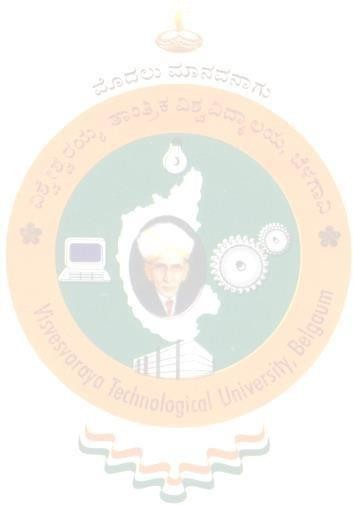 ಮೊದಲು ಮಾನವನಾಗು
ವಿಶ್ವೇಶ್ವರಯ್ಯ ತಾಂತ್ರಿಕ ವಿಶ್ವವಿದ್ಯಾಲಯ, ಬೆಳಗಾವಿ
Visvesvaraya Technological University, Belgaum